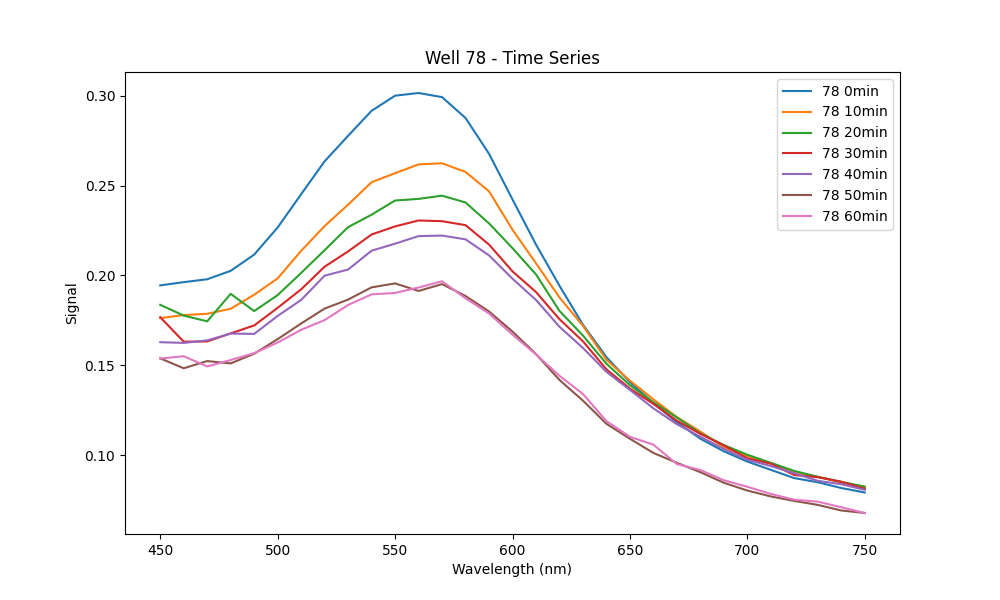 Well 78 - Time Series
78 0min
78 10min
78 20min
78 30min
78 40min
78 50min
78 60min
Signal
0.30
0.25
0.20
0.15
0.10
450 500 550 600 650 700 750
Wavelength (nm)